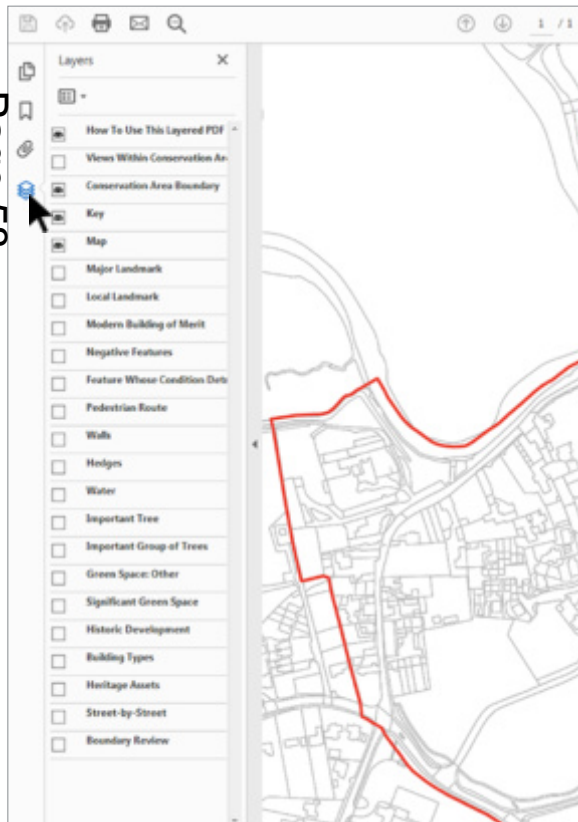 1 / 1
Layers
How To Use This Layered PDF
Views Within Conservation Are
Conservation Area Boundary
Key
Map
Major Landmark
Local Landmark
Modern Building of Merit
Negative Features
Feature Whose Condition Detr
Pedestrian Route
Walls
Hedges
Water
Important Tree
Important Group of Trees
Green Space: Other
Significant Green Space
Historic Development
Building Types
Heritage Assets
Street-by-Street
Boundary Review